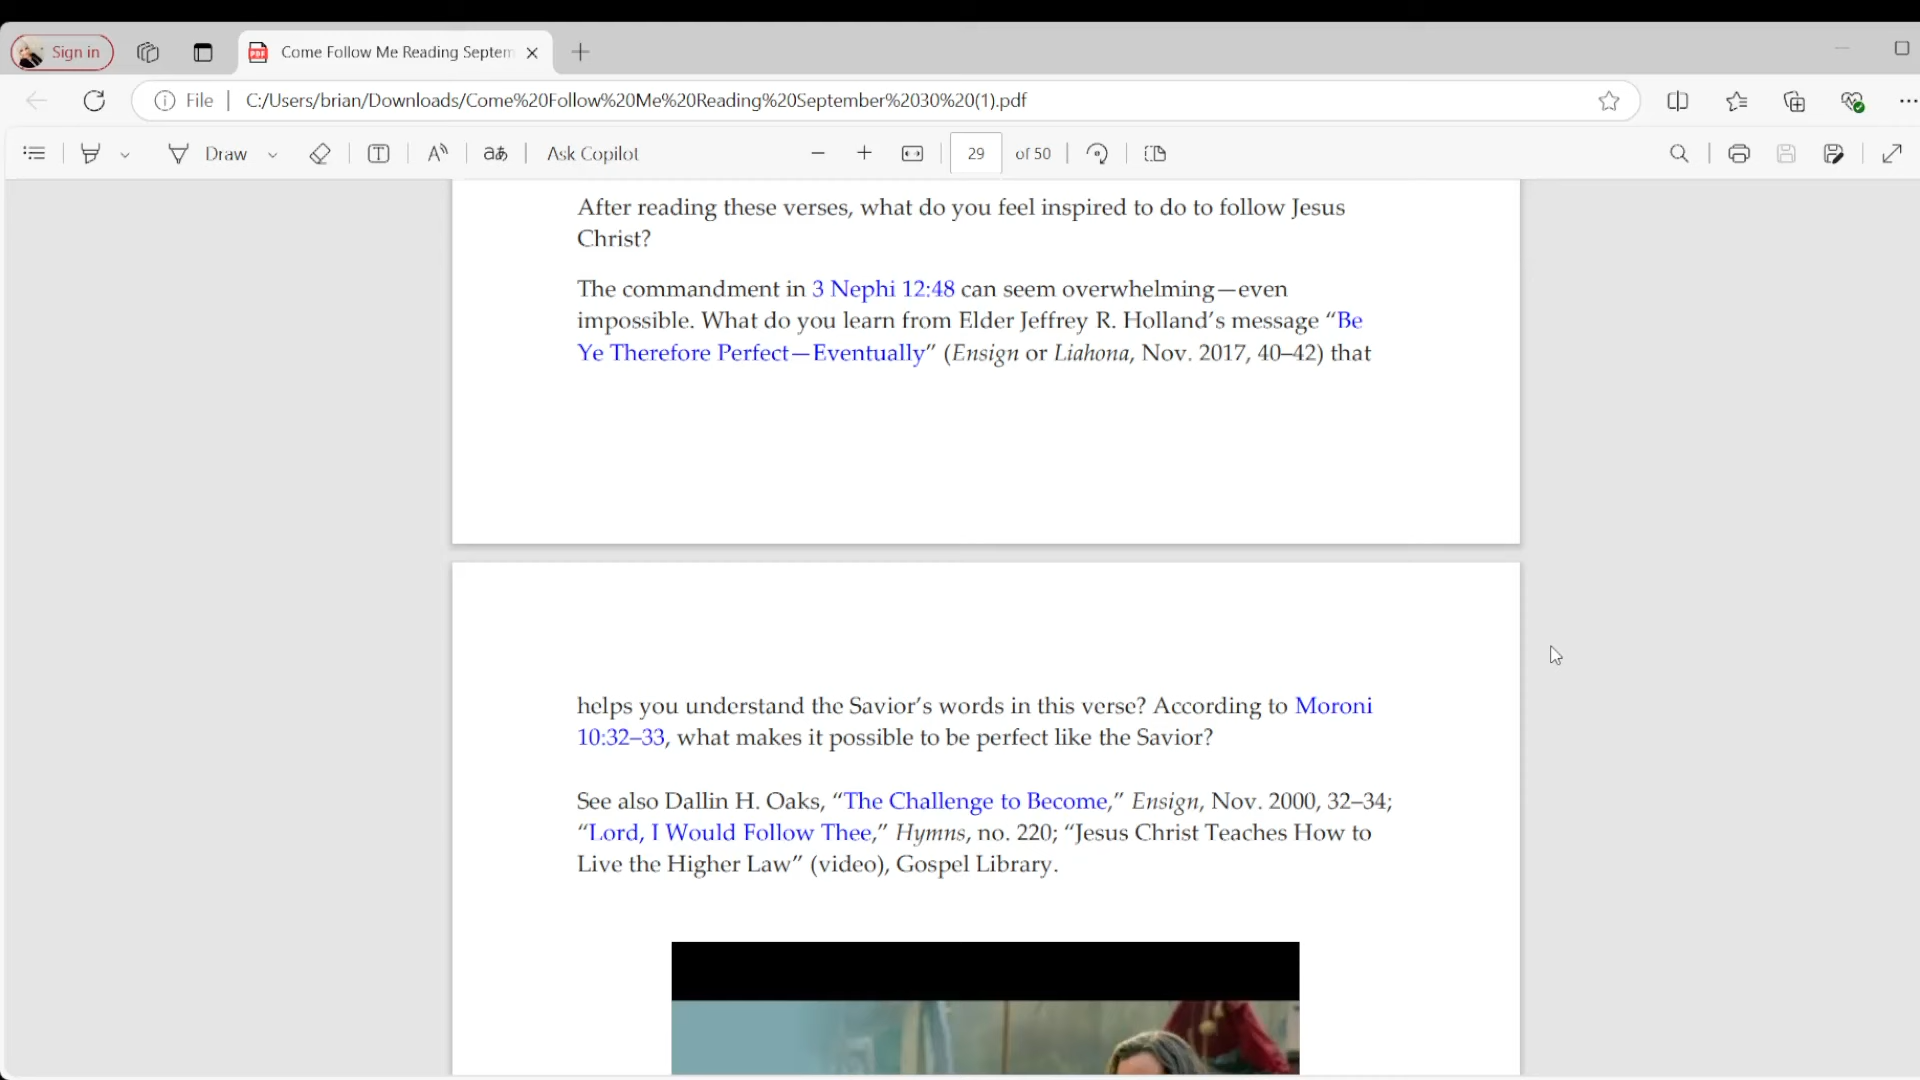 Sign in
Come Follow Me Reading Septem
File
C:/Users/brian/Downloads/Come%20Follow%20Me%20Reading%20September%2030%20(1).pdf
Draw
Ask Copilot
29 of 50
After reading these verses, what do you feel inspired to do to follow Jesus
Christ?
The commandment in 3 Nephi 12:48 can seem overwhelming—even
impossible. What do you learn from Elder Jeffrey R. Holland’s message “Be
Ye Therefore Perfect—Eventually” (Ensign or Liahona, Nov. 2017, 40–42) that
helps you understand the Savior’s words in this verse? According to Moroni
10:32–33, what makes it possible to be perfect like the Savior?
See also Dallin H. Oaks, “The Challenge to Become,” Ensign, Nov. 2000, 32–34;
“Lord, I Would Follow Thee,” Hymns, no. 220; “Jesus Christ Teaches How to
Live the Higher Law” (video), Gospel Library.